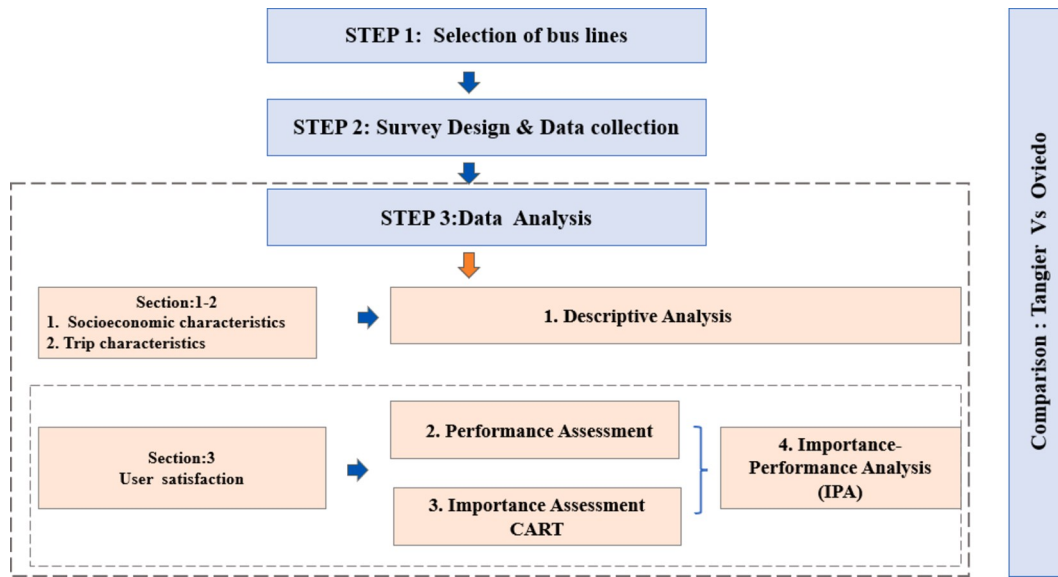 STEP 1: Selection of bus lines
STEP 2: Survey Design & Data collection
STEP 3:Data Analysis
Section:1-2
1. Socioeconomic characteristics
2. Trip characteristics
1. Descriptive Analysis
Section:3
User satisfaction
2. Performance Assessment
3. Importance Assessment
CART
4. Importance-
Performance Analysis
(IPA)
Comparison : Tangier Vs Oviedo